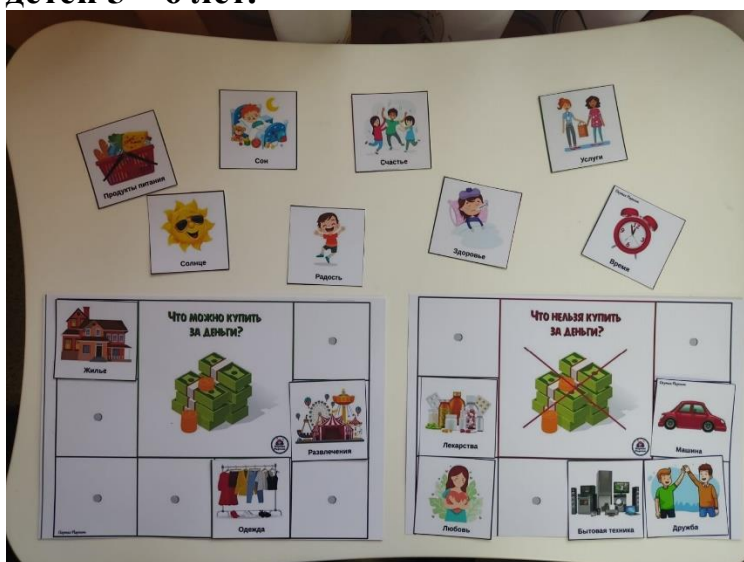 детей 5 – 6 лет.
Сон
Счастье
Услуги
Продукты питания
Солнце
Радость
Здоровье
Время
Жилье
ЧТО МОЖНО КУПИТЬ
ЗА ДЕНЬГИ?
Развлечения
Одежда
ЧТО НЕЛЬЗЯ КУПИТЬ
ЗА ДЕНЬГИ?
Лекарства
Машина
Любовь
Бытовая техника
Дружба